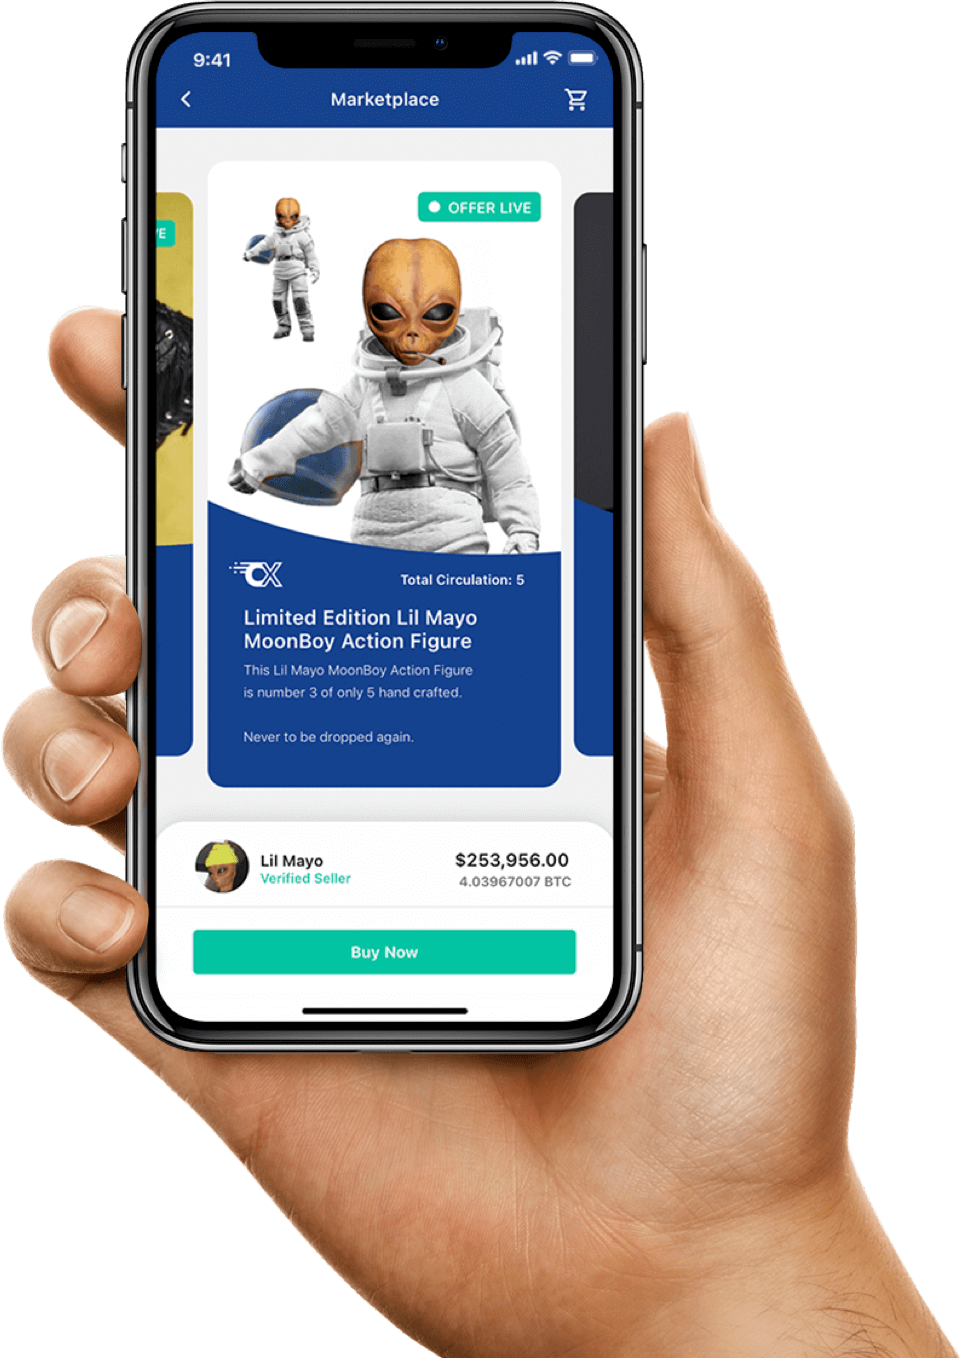 9:41
Marketplace
OFFER LIVE
VE
CX
Total Circulation: 5
Limited Edition Lil Mayo
MoonBoy Action Figure
This Lil Mayo MoonBoy Action Figure
is number 3 of only 5 hand crafted.
Never to be dropped again.
Lil Mayo
$253,956.00
Verified Seller
4.03967007 BTC
Buy Now